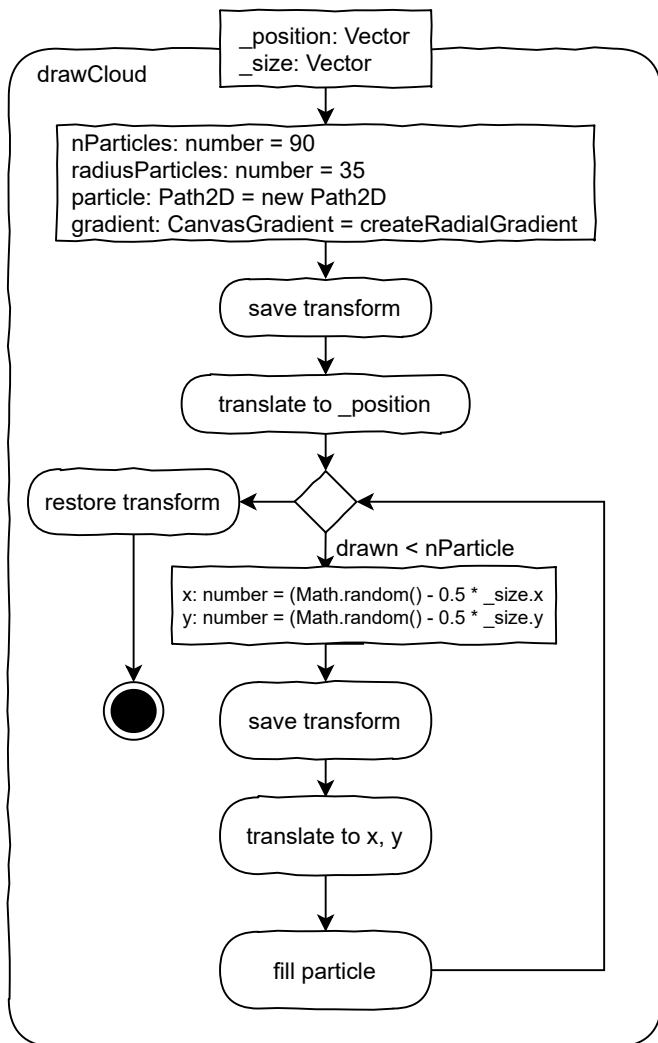 _position: Vector
_size: Vector
drawCloud
nParticles: number = 90
radiusParticles: number = 35
particle: Path2D = new Path2D
gradient: CanvasGradient = createRadialGradient
save transform
translate to _position
restore transform
drawn < nParticle
x: number = (Math.random() - 0.5 * _size.x
y: number = (Math.random() - 0.5 * _size.y
save transform
translate to x, y
fill particle